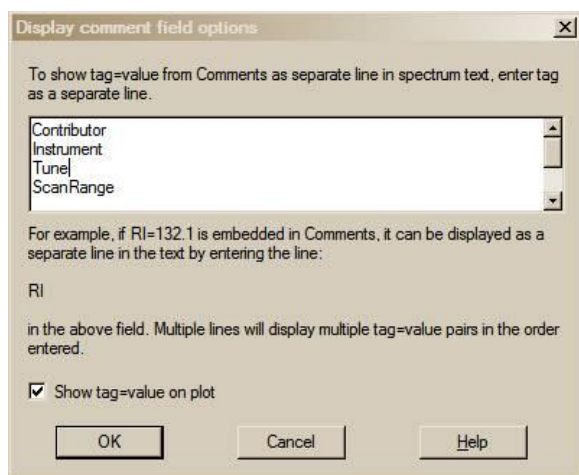 Display comment field options
To show tag=value from Comments as separate line in spectrum text, enter tag
as a separate line.
Contributor
Instrument
Tune
ScanRange
For example, if RI=132.1 is embedded in Comments, it can be displayed as a
separate line in the text by entering the line:
RI
in the above field. Multiple lines will display multiple tag=value pairs in the order
entered.
Show tag=value on plot
OK Cancel Help